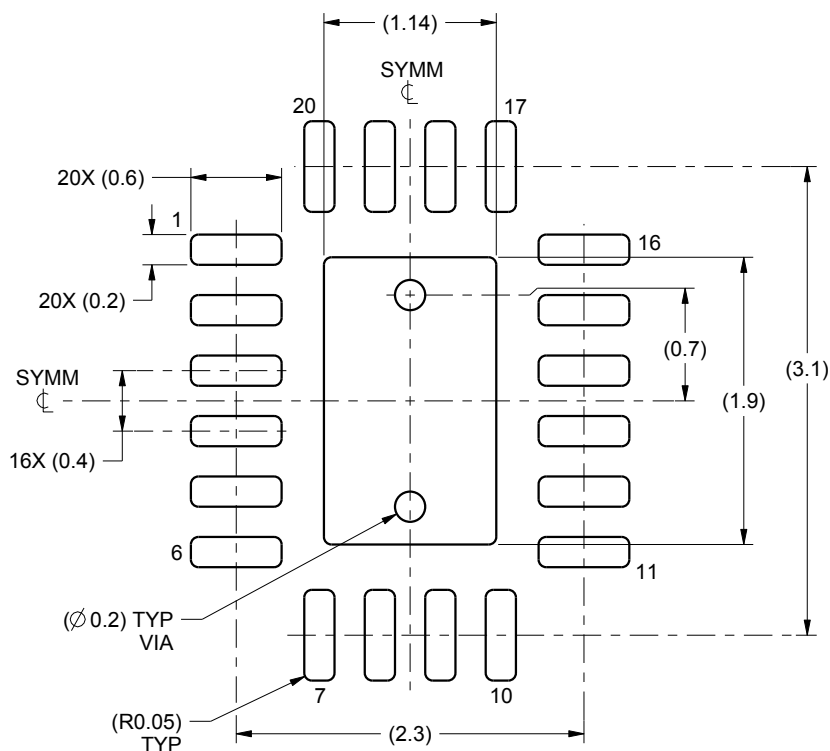 (1.14)
SYMM
℄
20
17
20X (0.6)
1
16
20X (0.2)
(0.7)
(3.1)
SYMM
℄
(1.9)
16X (0.4)
6
11
(∅ 0.2) TYP
VIA
7
10
(R0.05)
TYP
(2.3)